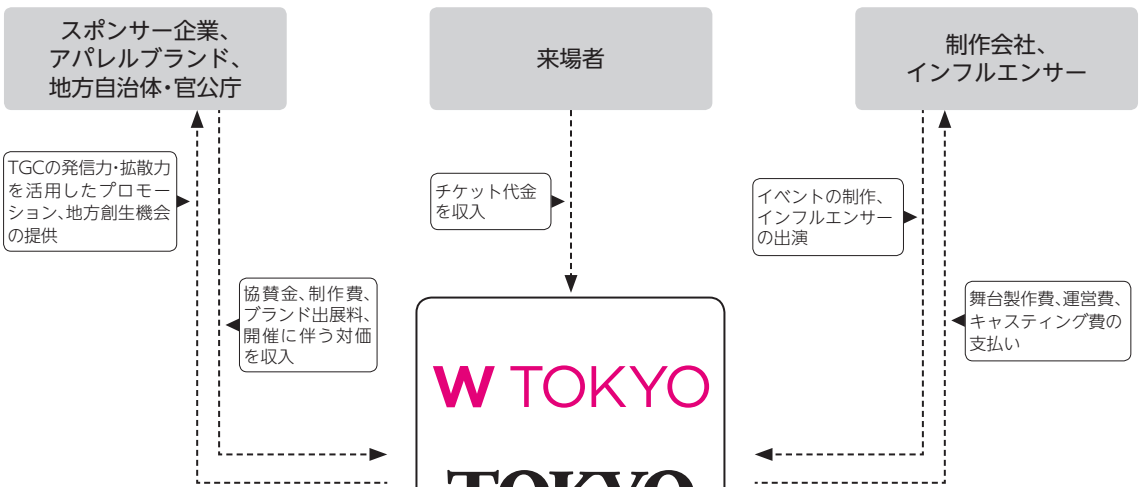 スポンサー企業、
アパレルブランド、
地方自治体・官公庁
来場者
制作会社、
インフルエンサー
TGCの発信力・拡散力
を活用したプロモー
ション、地方創生機会
の提供
チケット代金
を収入
イベントの制作、
インフルエンサー
の出演
協賛金、制作費、
ブランド出展料、
開催に伴う対価
を収入
舞台製作費、運営費、
キャスティング費の
支払い
W TOKYO
TOKYO